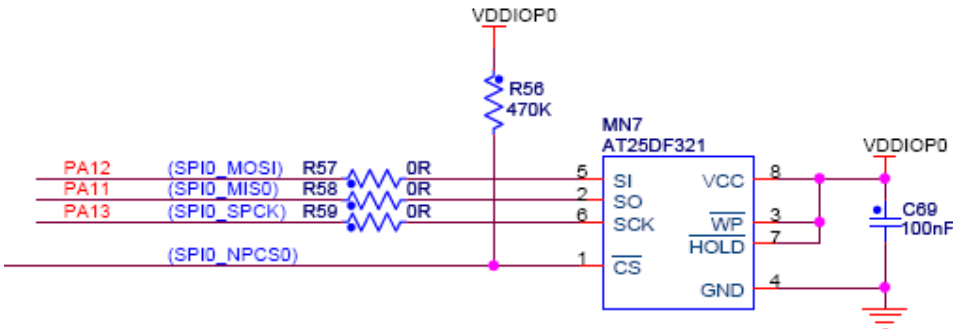 VDDIOP0
R56
470K
MN7
AT25DF321
VDDIOP0
PA12 (SPI0_MOSI) R57 0R 5 SI VCC 8
PA11 (SPI0_MIS0) R58 0R 2 SO
PA13 (SPI0_SPCK) R59 0R 6 SCK WP 3
HOLD 7
C69
100nF
(SPI0_NPCS0) 1 CS
GND 4